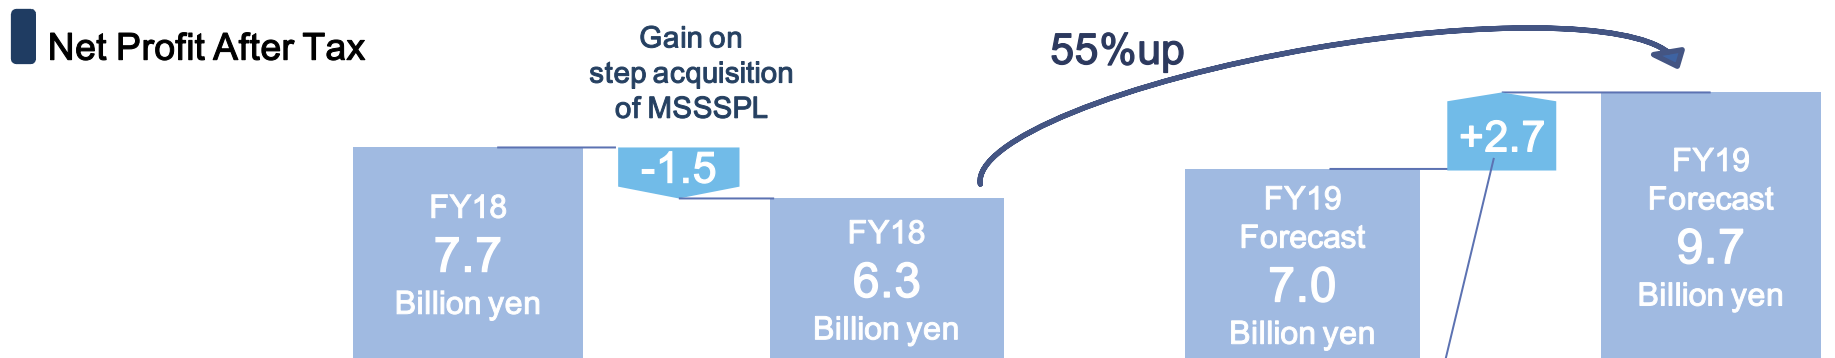 Net Profit After Tax
Gain on
step acquisition
of MSSSPL
55%up
-1.5
+2.7
FY18
7.7
Billion yen
FY18
6.3
Billion yen
FY19
Forecast
7.0
Billion yen
FY19
Forecast
9.7
Billion yen